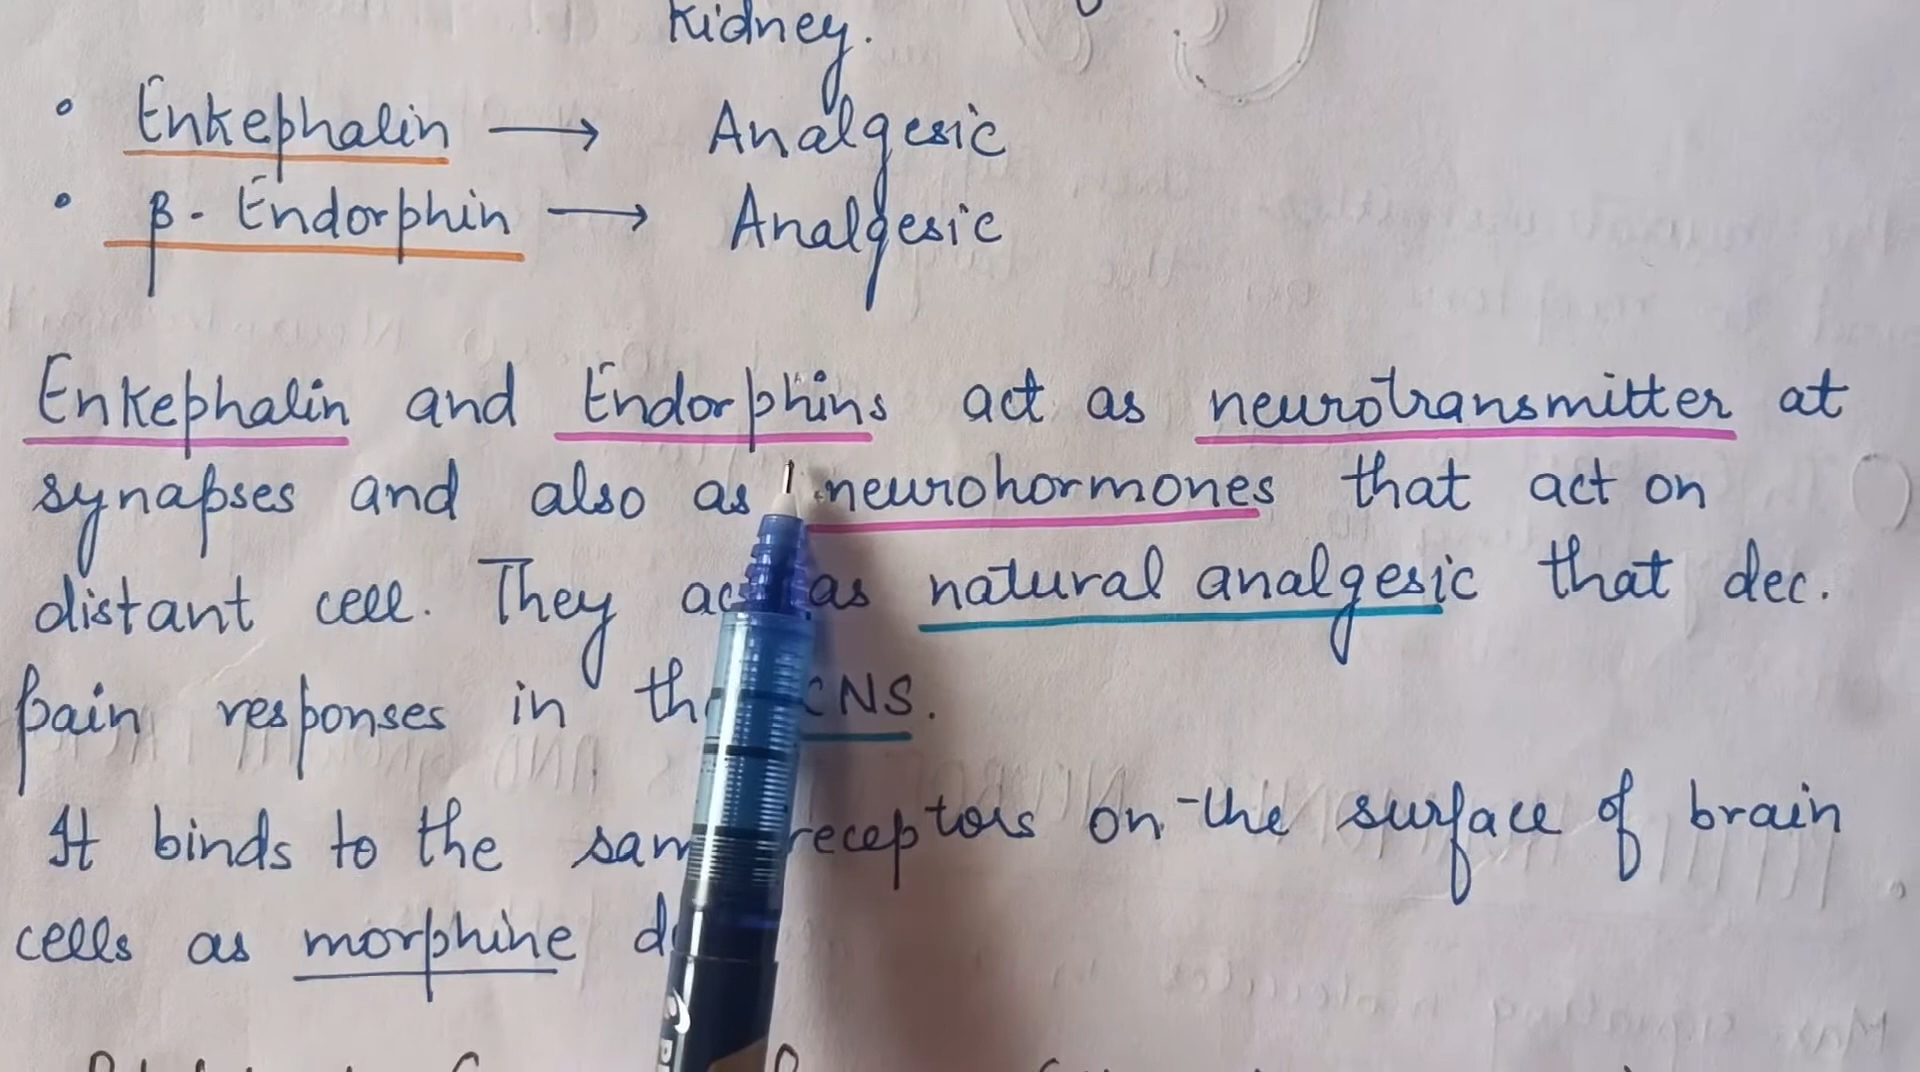 Kidney.
• Enkephalin → Analgesic
• β- Endorphin → Analgesic
Enkephalin and Endorphins act as neurotransmitter at
synapses and also as neurohormones that act on
distant cell. They as natural analgesic that dec.
pain responses in CNS.
It binds to the receptors on the surface of brain
cells as morphine